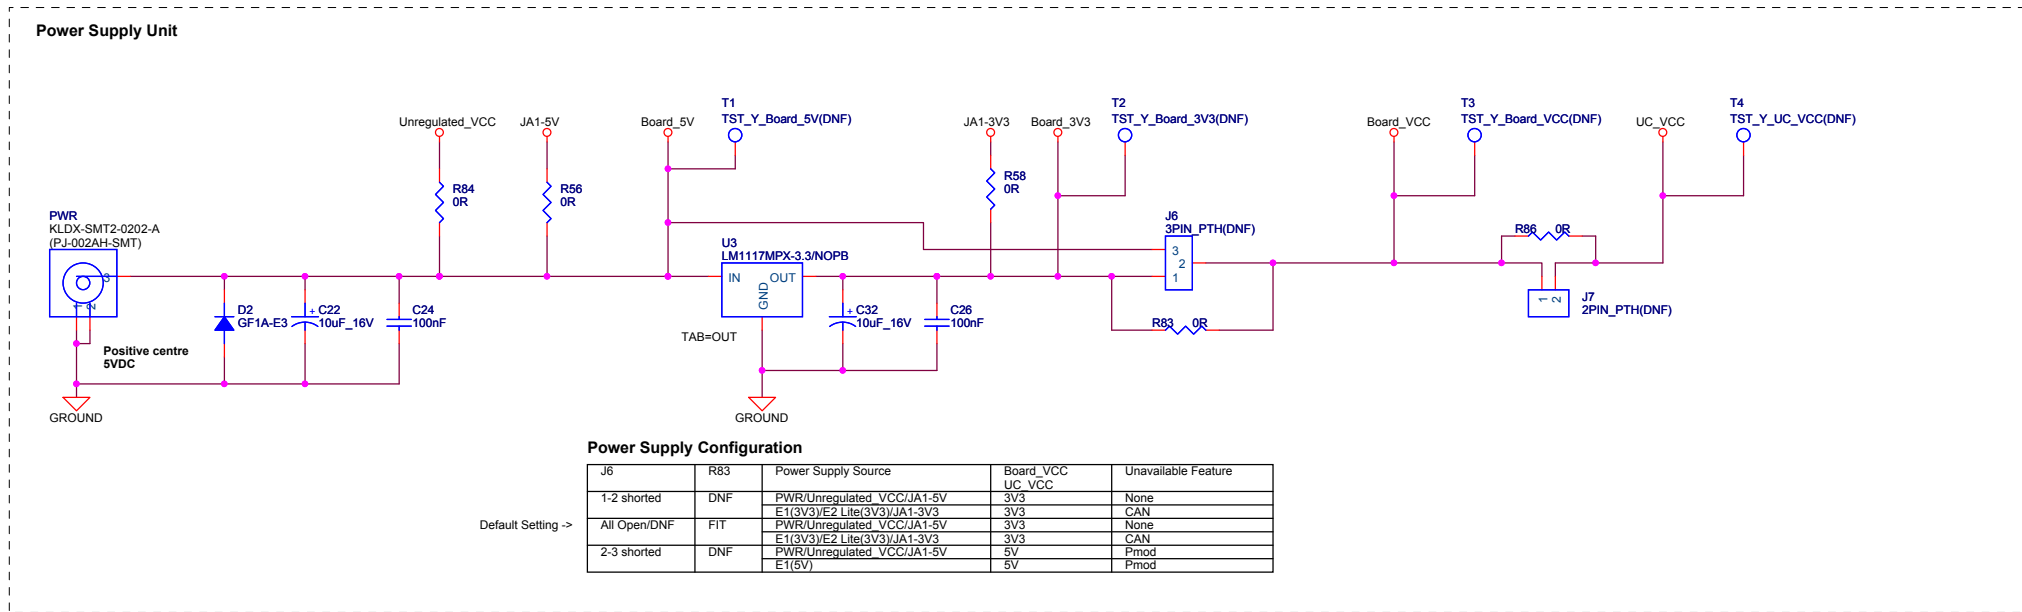 Power Supply Unit
T1
TST_Y_Board_5V(DNF)
T2
TST_Y_Board_3V3(DNF)
T3
TST_Y_Board_VCC(DNF)
T4
TST_Y_UC_VCC(DNF)
Unregulated_VCC
JA1-5V
Board_5V
JA1-3V3
Board_3V3
Board_VCC
UC_VCC
R84
0R
R56
0R
R58
0R
PWR
KLDX-SMT2-0202-A
(PJ-002AH-SMT)
3
1
2
J6
3PIN_PTH(DNF)
3
2
1
R86 0R
U3
LM1117MPX-3.3/NOPB
IN
OUT
GND
TAB=OUT
D2
GF1A-E3
+
C22
10uF_16V
C24
100nF
+
C32
10uF_16V
C26
100nF
R83 0R
1
2
J7
2PIN_PTH(DNF)
Positive centre
5VDC
GROUND
GROUND
Power Supply Configuration
J6 R83 Power Supply Source Board_VCC Unavailable Feature
UC_VCC
1-2 shorted DNF PWR/Unregulated_VCC/JA1-5V 3V3 None
E1(3V3)/E2 Lite(3V3)/JA1-3V3 3V3 CAN
Default Setting -> All Open/DNF FIT PWR/Unregulated_VCC/JA1-5V 3V3 None
E1(3V3)/E2 Lite(3V3)/JA1-3V3 3V3 CAN
2-3 shorted DNF PWR/Unregulated_VCC/JA1-5V 5V Pmod
E1(5V) 5V Pmod